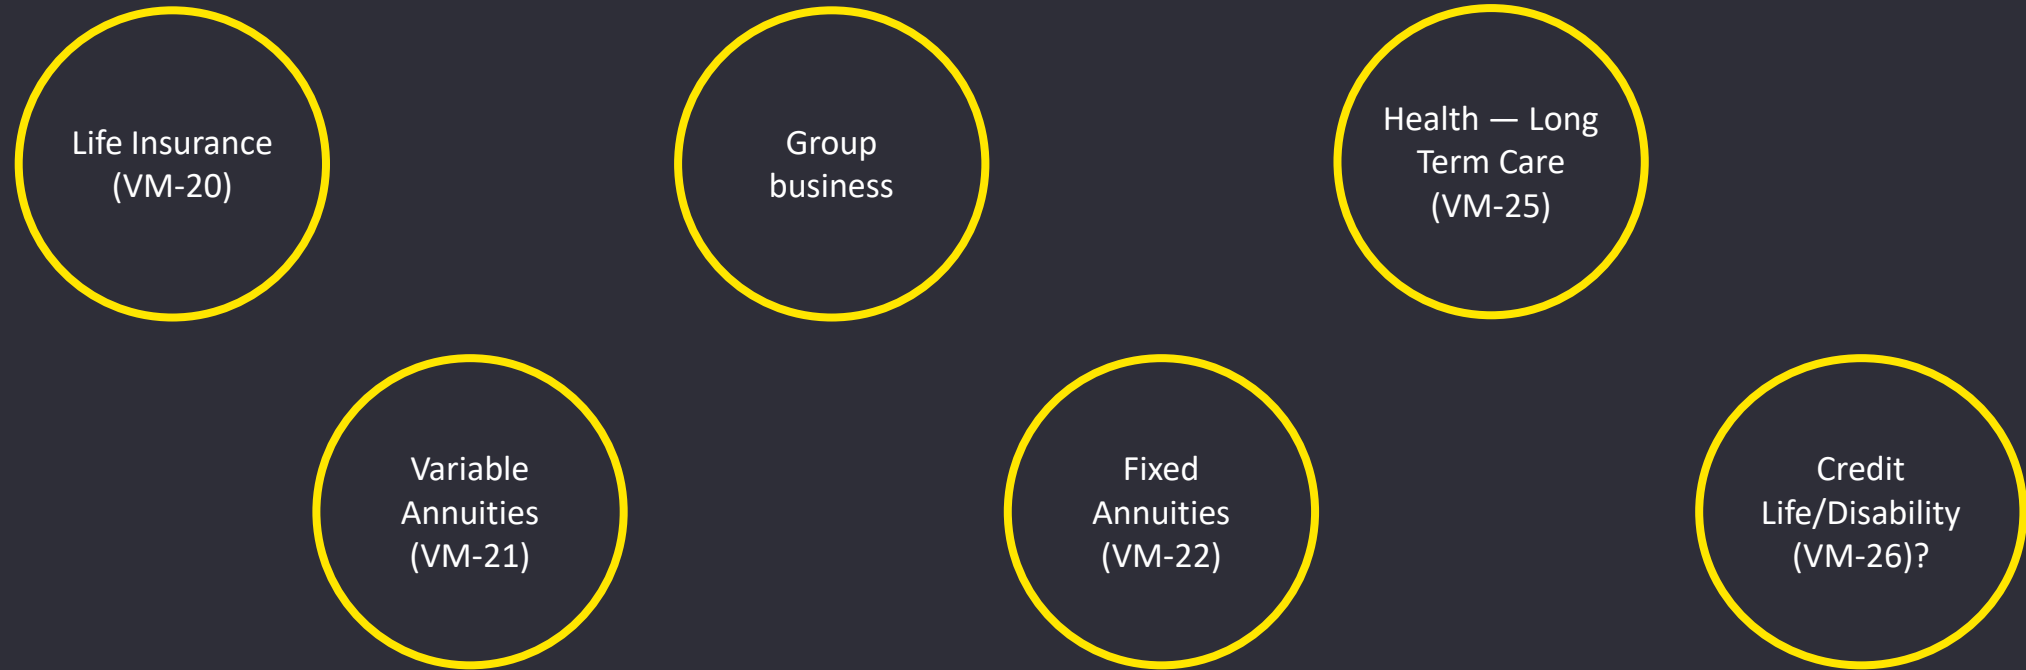 Life Insurance
(VM-20)
Group
business
Health — Long
Term Care
(VM-25)
Variable
Annuities
(VM-21)
Fixed
Annuities
(VM-22)
Credit
Life/Disability
(VM-26)?